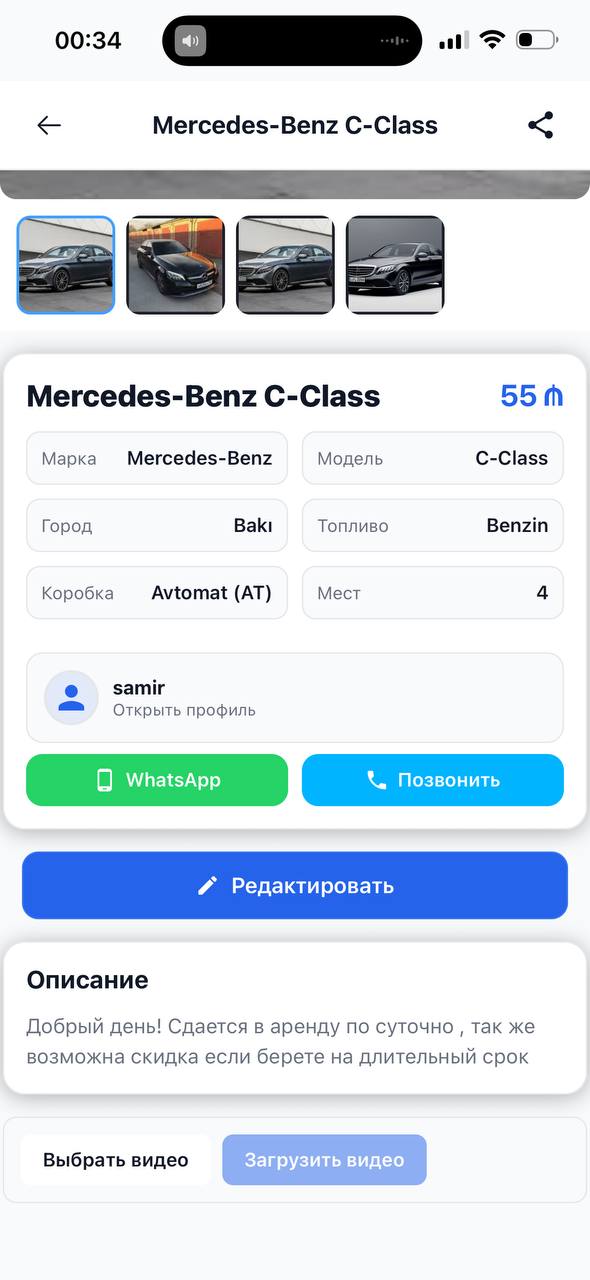 00:34
Mercedes-Benz C-Class
Mercedes-Benz C-Class 55 ₼
Марка Mercedes-Benz Модель C-Class
Город Bakı Топливо Benzin
Коробка Avtomat (AT) Мест 4
samir
Открыть профиль
WhatsApp Позвонить
Редактировать
Описание
Добрый день! Сдается в аренду по суточно , так же
возможна скидка если берете на длительный срок
Выбрать видео Загрузить видео